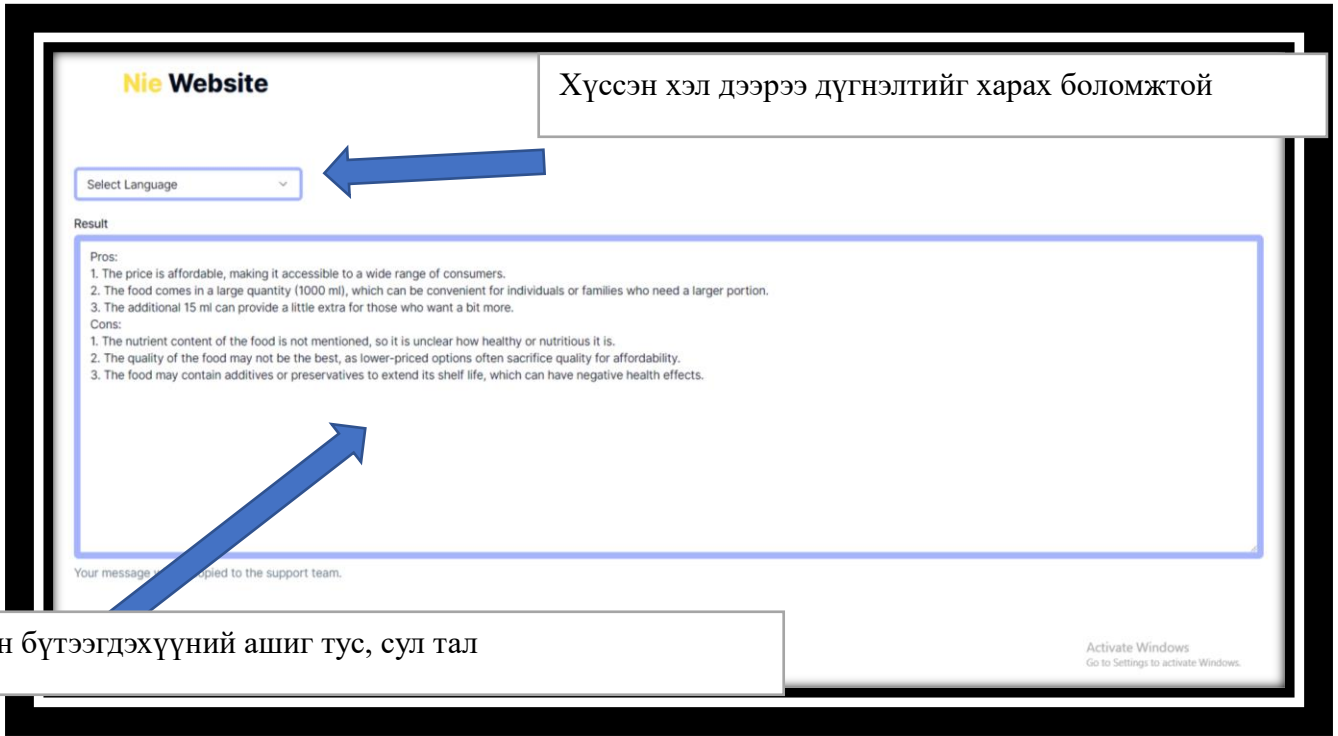 Nie Website
Хүссэн хэл дээрээ дүгнэлтийг харах боломжтой
Select Language
Result
Pros:
1. The price is affordable, making it accessible to a wide range of consumers.
2. The food comes in a large quantity (1000 ml), which can be convenient for individuals or families who need a larger portion.
3. The additional 15 ml can provide a little extra for those who want a bit more.
Cons:
1. The nutrient content of the food is not mentioned, so it is unclear how healthy or nutritious it is.
2. The quality of the food may not be the best, as lower-priced options often sacrifice quality for affordability.
3. The food may contain additives or preservatives to extend its shelf life, which can have negative health effects.
Your message to the support team.
бүтээгдэхүүний ашиг тус, сул тал
Activate Windows
Go to Settings to activate Windows.